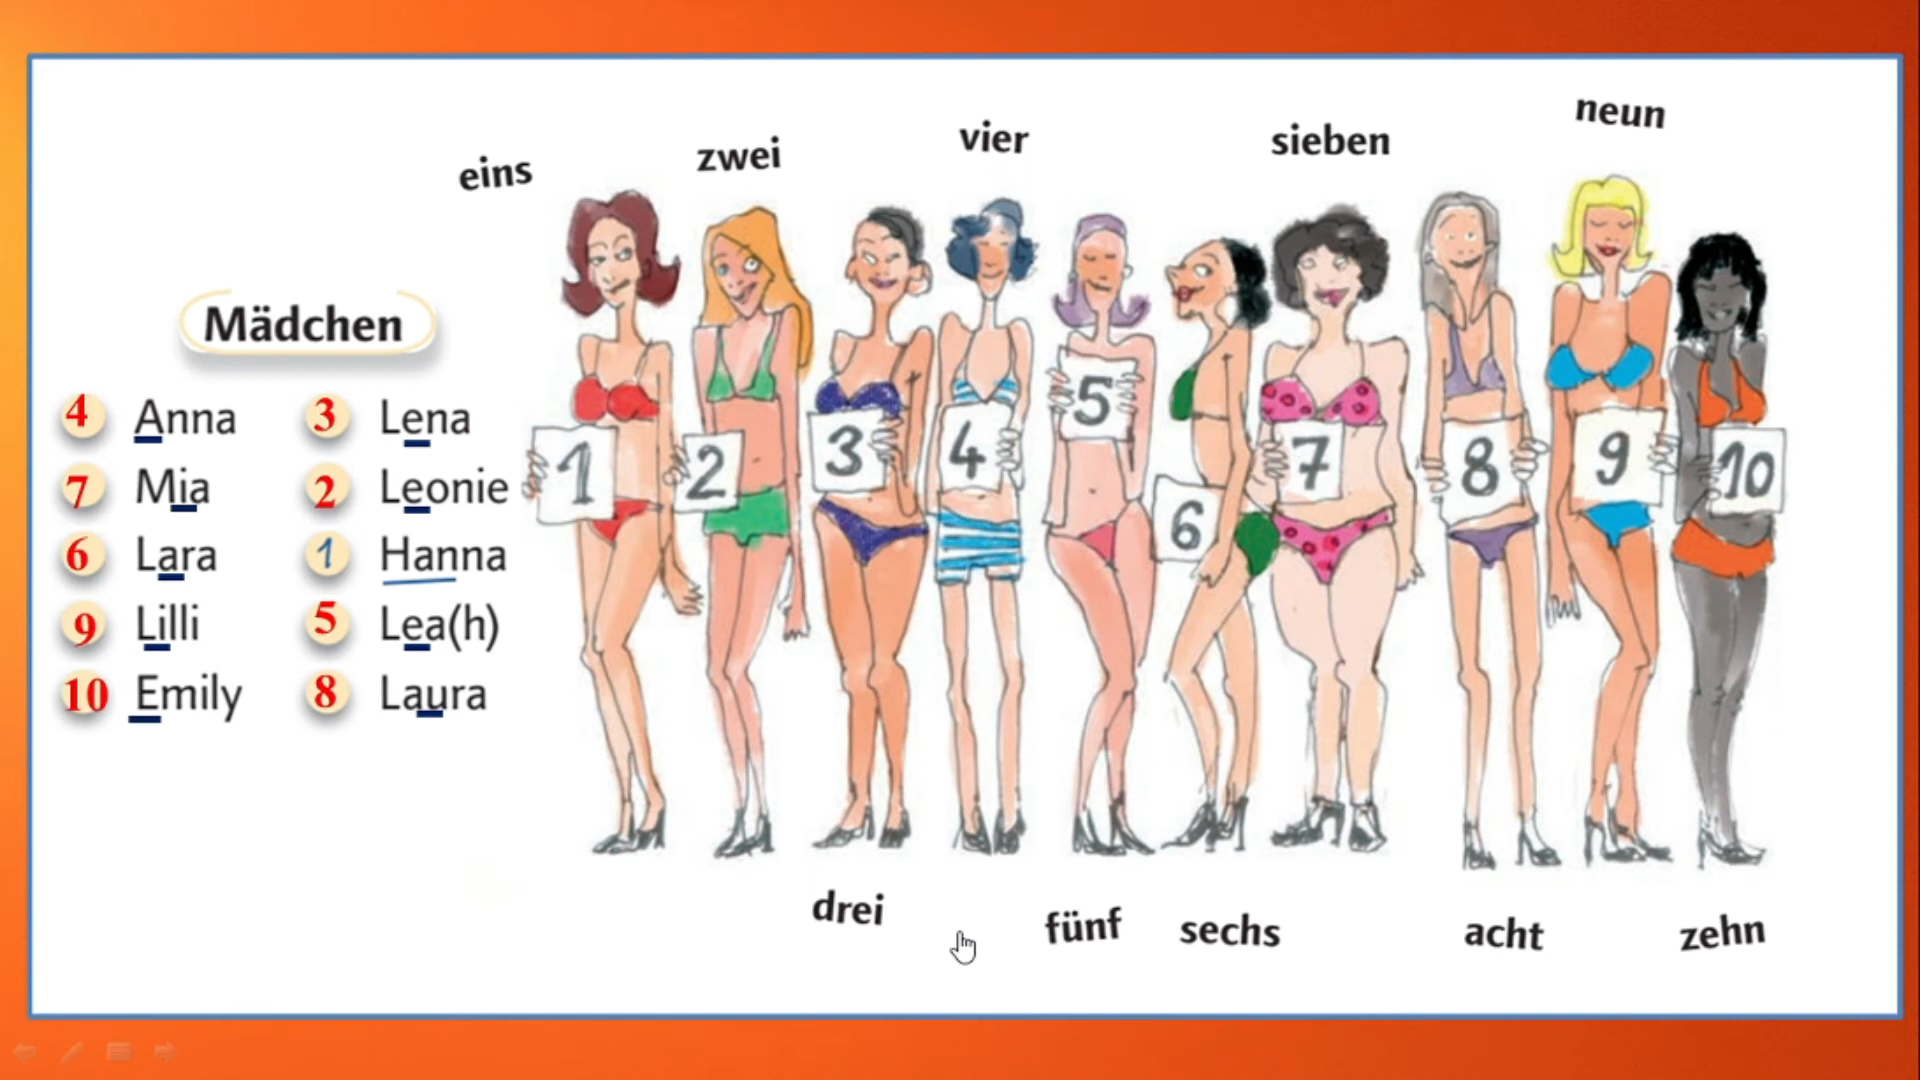 Mädchen
4 Anna
7 Mia
6 Lara
9 Lilli
10 Emily
3 Lena
2 Leonie
1 Hanna
5 Lea(h)
8 Laura
eins
zwei
vier
sieben
neun
1
2
3
4
5
6
7
8
9
10
drei
fünf
sechs
acht
zehn